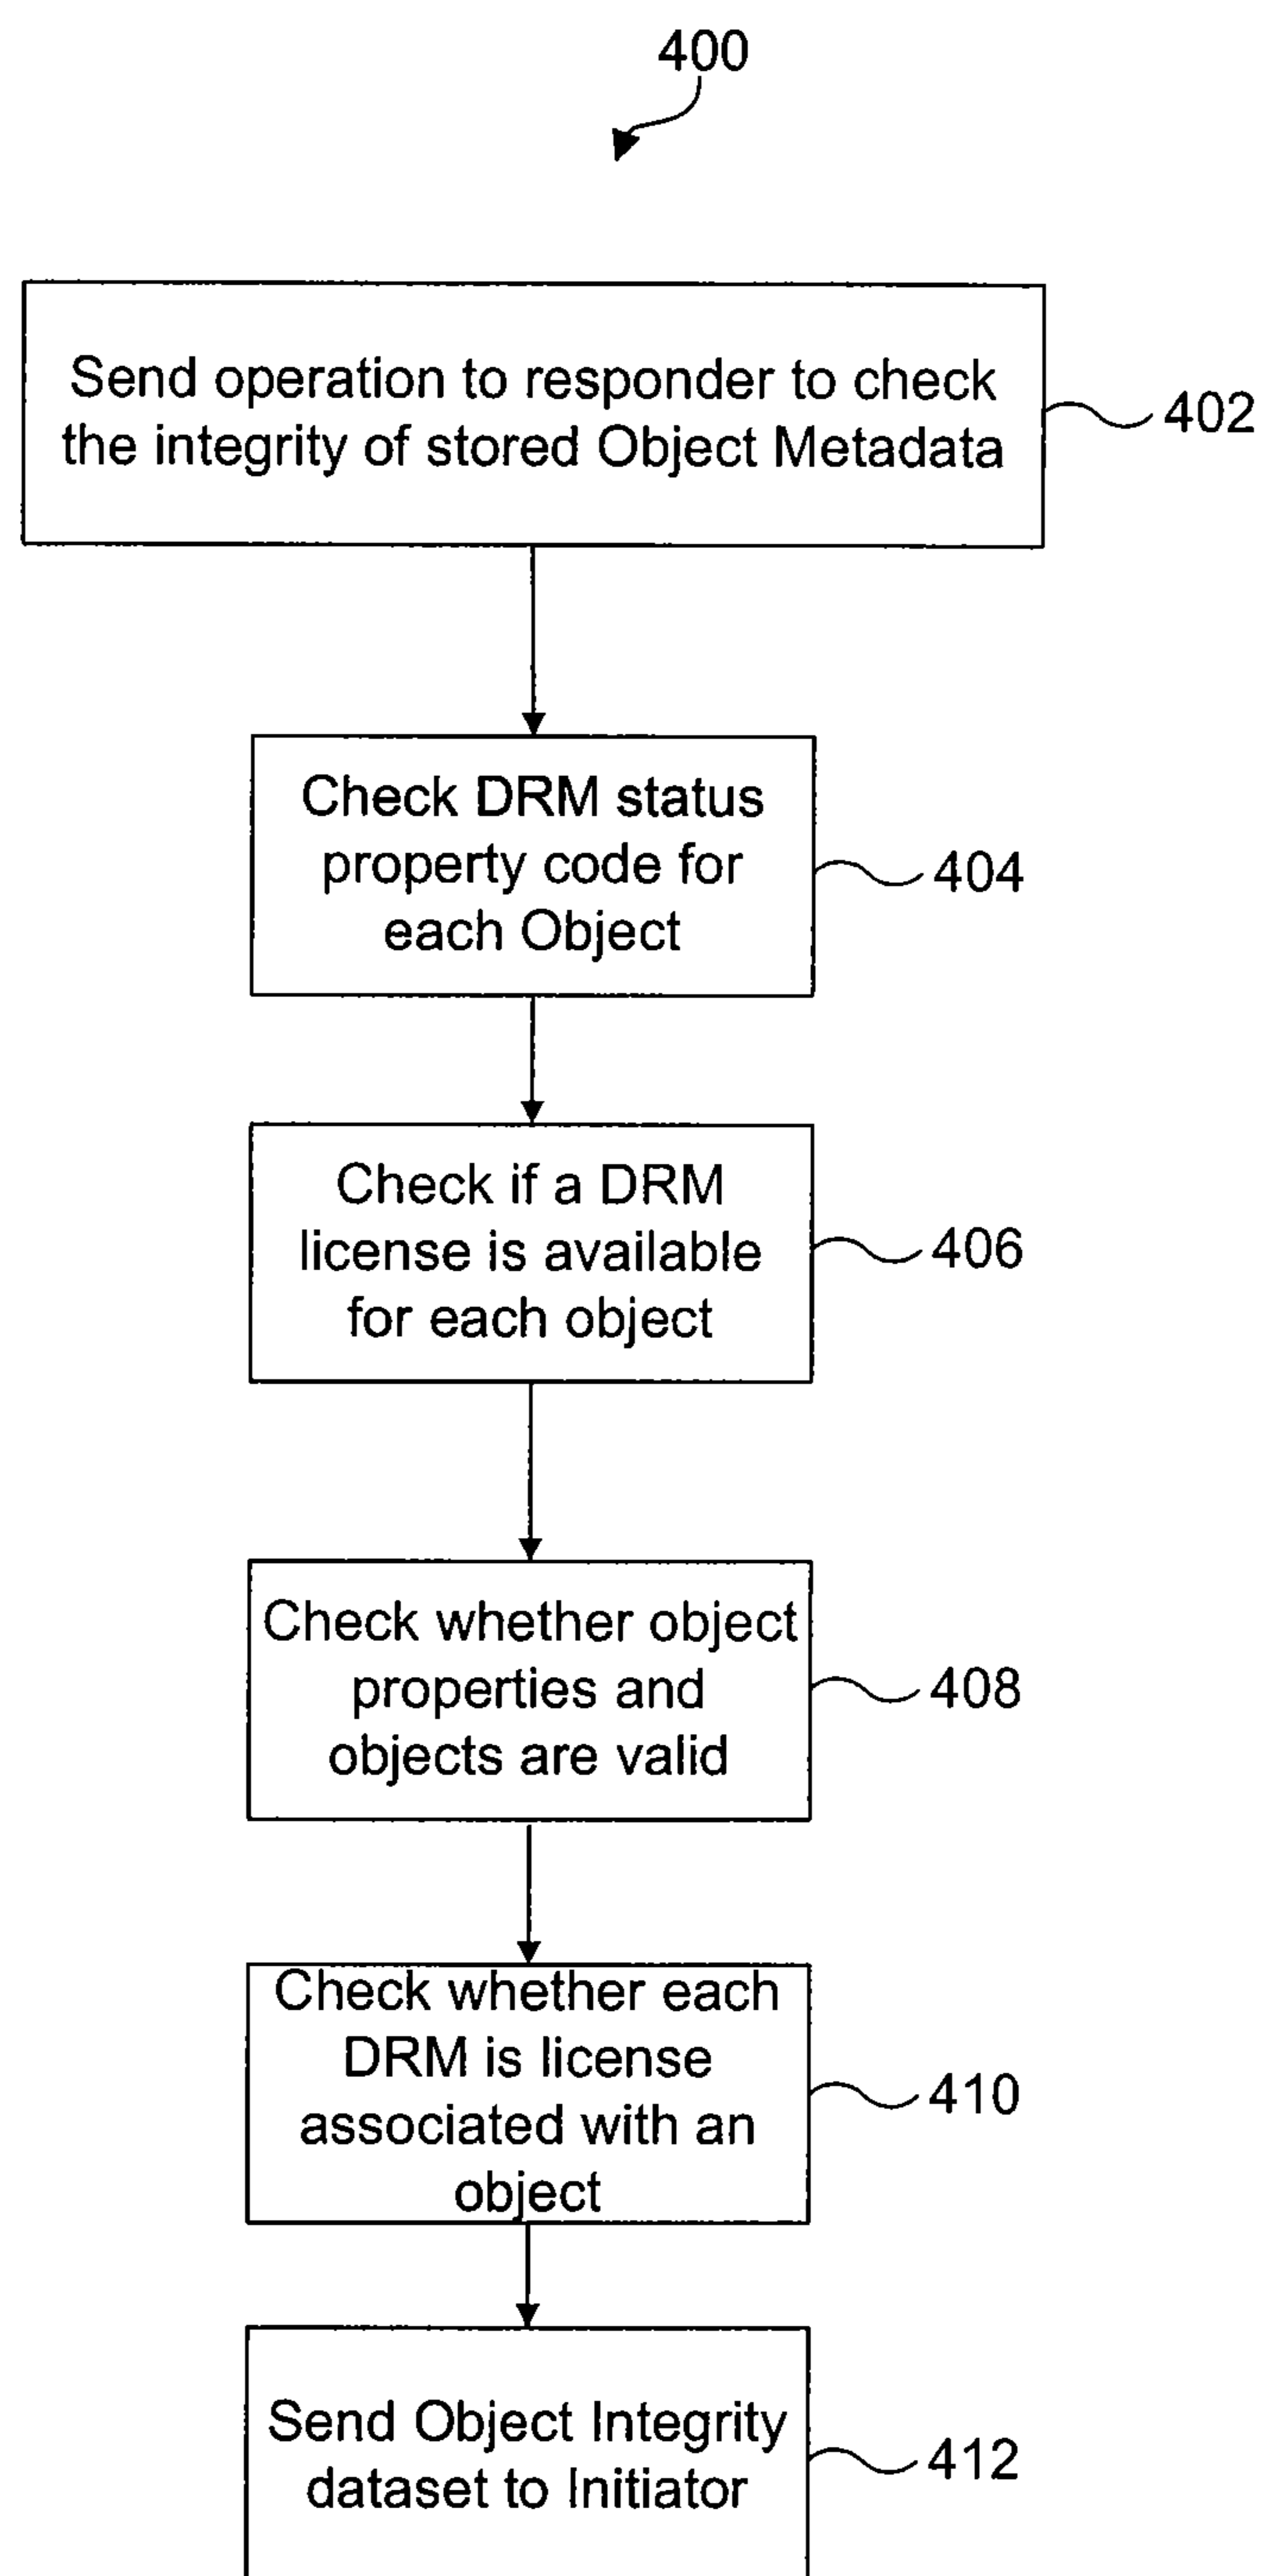 400
Send operation to responder to check
the integrity of stored Object Metadata
402
Check DRM status
property code for
each Object
404
Check if a DRM
license is available
for each object
406
Check whether object
properties and
objects are valid
408
Check whether each
DRM is license
associated with an
object
410
Send Object Integrity
dataset to Initiator
412